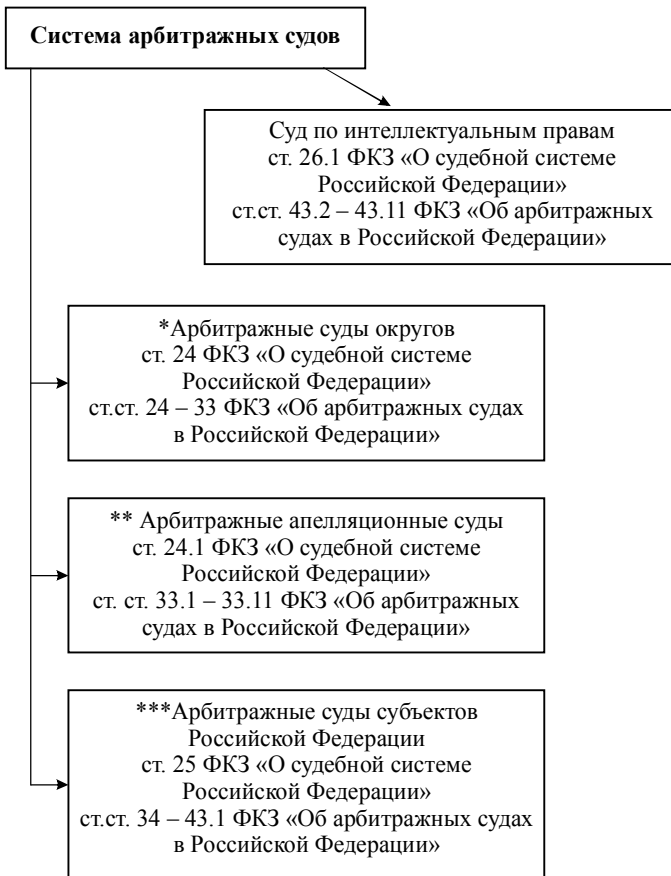 Система арбитражных судов
Суд по интеллектуальным правам
ст. 26.1 ФКЗ «О судебной системе
Российской Федерации»
ст.ст. 43.2 – 43.11 ФКЗ «Об арбитражных
судах в Российской Федерации»
*Арбитражные суды округов
ст. 24 ФКЗ «О судебной системе
Российской Федерации»
ст.ст. 24 – 33 ФКЗ «Об арбитражных судах
в Российской Федерации»
** Арбитражные апелляционные суды
ст. 24.1 ФКЗ «О судебной системе
Российской Федерации»
ст. ст. 33.1 – 33.11 ФКЗ «Об арбитражных
судах в Российской Федерации»
***Арбитражные суды субъектов
Российской Федерации
ст. 25 ФКЗ «О судебной системе
Российской Федерации»
ст.ст. 34 – 43.1 ФКЗ «Об арбитражных судах
в Российской Федерации»